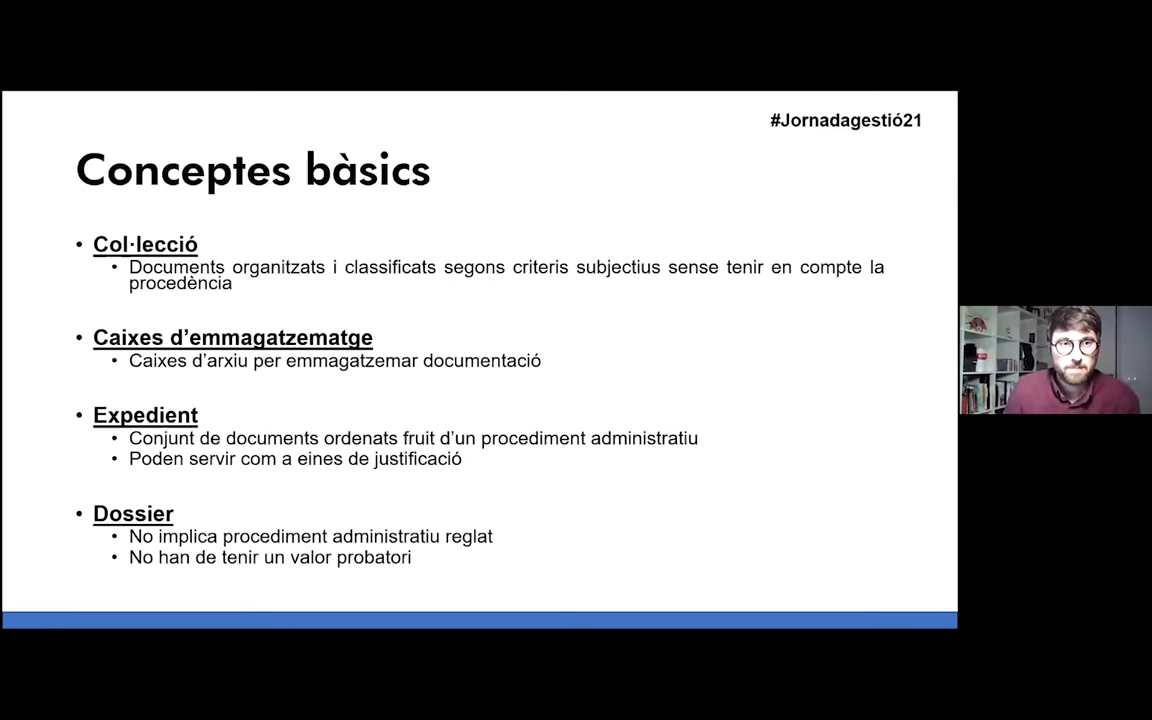 #Jornadagestió21
Conceptes bàsics
• Col·lecció
• Documents organitzats i classificats segons criteris subjectius sense tenir en compte la
procedència
• Caixes d'emmagatzematge
• Caixes d'arxiu per emmagatzemar documentació
• Expedient
• Conjunt de documents ordenats fruit d'un procediment administratiu
• Poden servir com a eines de justificació
• Dossier
• No implica procediment administratiu reglat
• No han de tenir un valor probatori